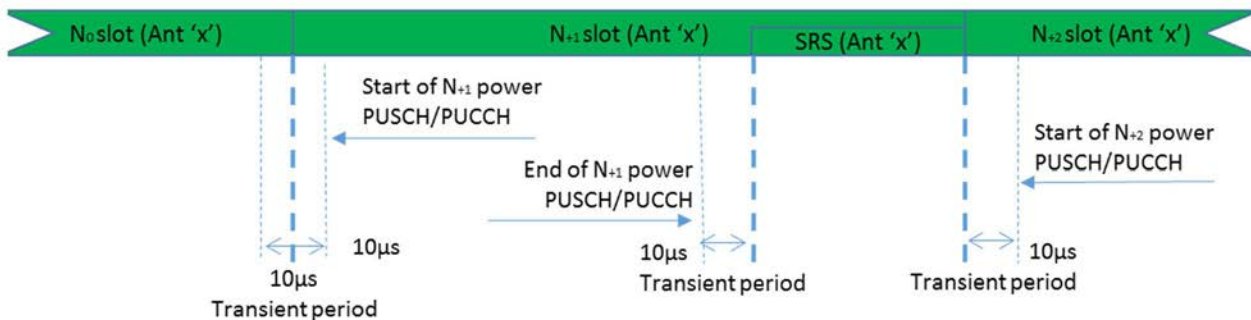 N₀ slot (Ant ‘x’)
N₊₁ slot (Ant ‘x’)
SRS (Ant ‘x’)
N₊₂ slot (Ant ‘x’)
Start of N₊₁ power
PUSCH/PUCCH
Start of N₊₂ power
PUSCH/PUCCH
End of N₊₁ power
PUSCH/PUCCH
10µs
10µs
Transient period
10µs
Transient period
10µs
Transient period